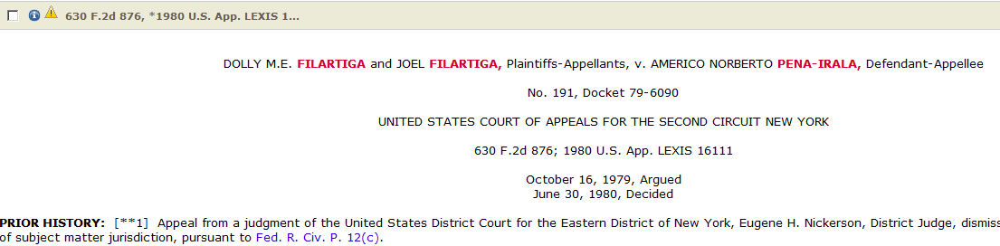 630 F.2d 876, *1980 U.S. App. LEXIS 1...
DOLLY M.E. FILARTIGA and JOEL FILARTIGA, Plaintiffs-Appellants, v. AMERICO NORBERTO PENA-IRALA, Defendant-Appellee
No. 191, Docket 79-6090
UNITED STATES COURT OF APPEALS FOR THE SECOND CIRCUIT NEW YORK
630 F.2d 876; 1980 U.S. App. LEXIS 16111
October 16, 1979, Argued
June 30, 1980, Decided
PRIOR HISTORY: [**1] Appeal from a judgment of the United States District Court for the Eastern District of New York, Eugene H. Nickerson, District Judge, dismiss
of subject matter jurisdiction, pursuant to Fed. R. Civ. P. 12(c).